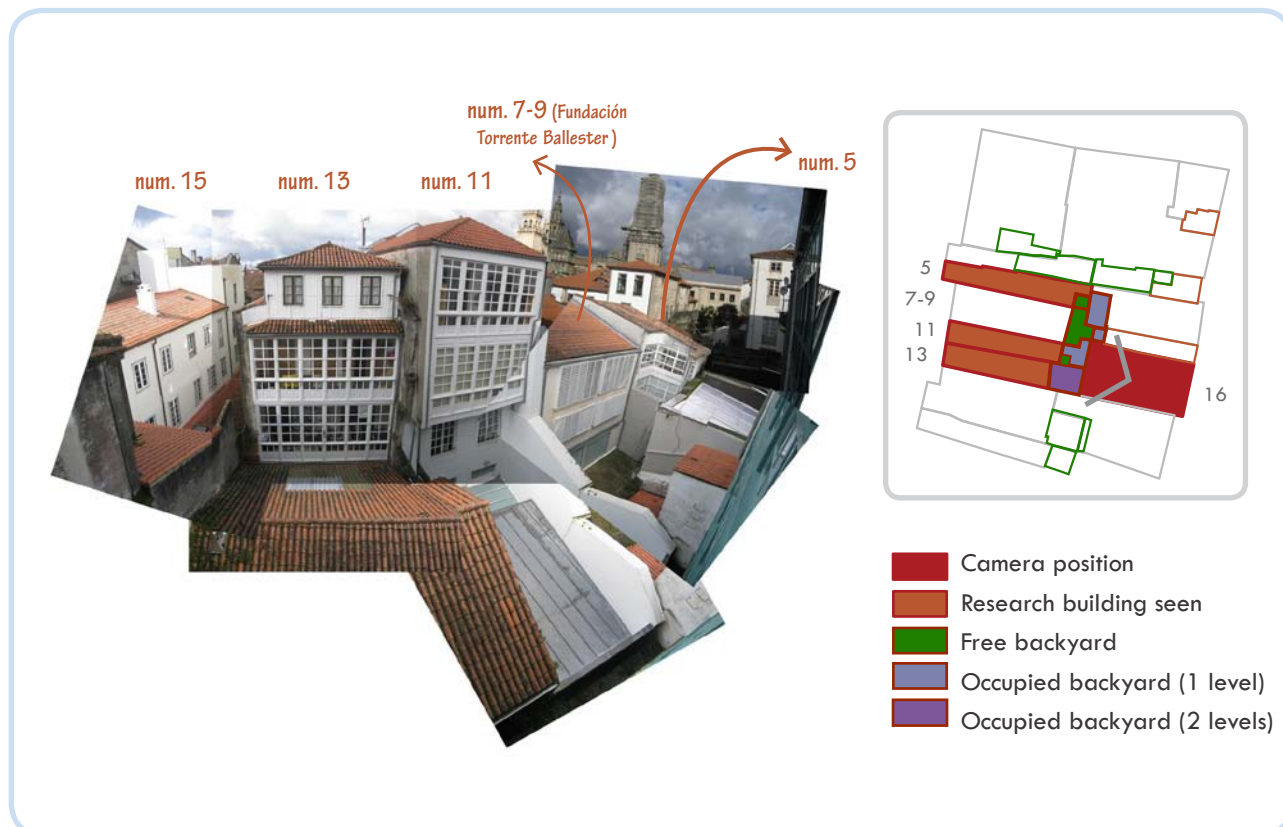 num. 7-9 (Fundación
Torrente Ballester )
num. 5
num. 15
num. 13
num. 11
5
7-9
11
13
16
Camera position
Research building seen
Free backyard
Occupied backyard (1 level)
Occupied backyard (2 levels)